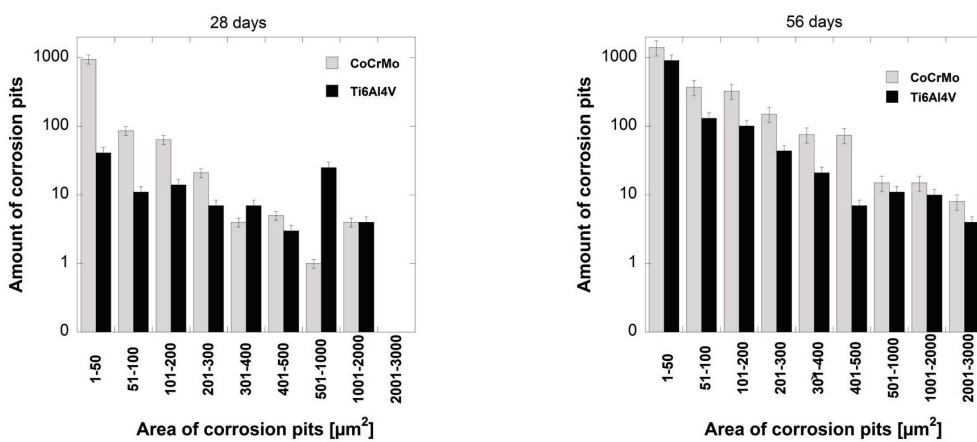 28 days
Amount of corrosion pits
1000
100
10
1
0
CoCrMo
Ti6Al4V
1-50
51-100
101-200
201-300
301-400
401-500
501-1000
1001-2000
2001-3000
Area of corrosion pits [µm²]
56 days
Amount of corrosion pits
1000
100
10
1
0
CoCrMo
Ti6Al4V
1-50
51-100
101-200
201-300
301-400
401-500
501-1000
1001-2000
2001-3000
Area of corrosion pits [µm²]